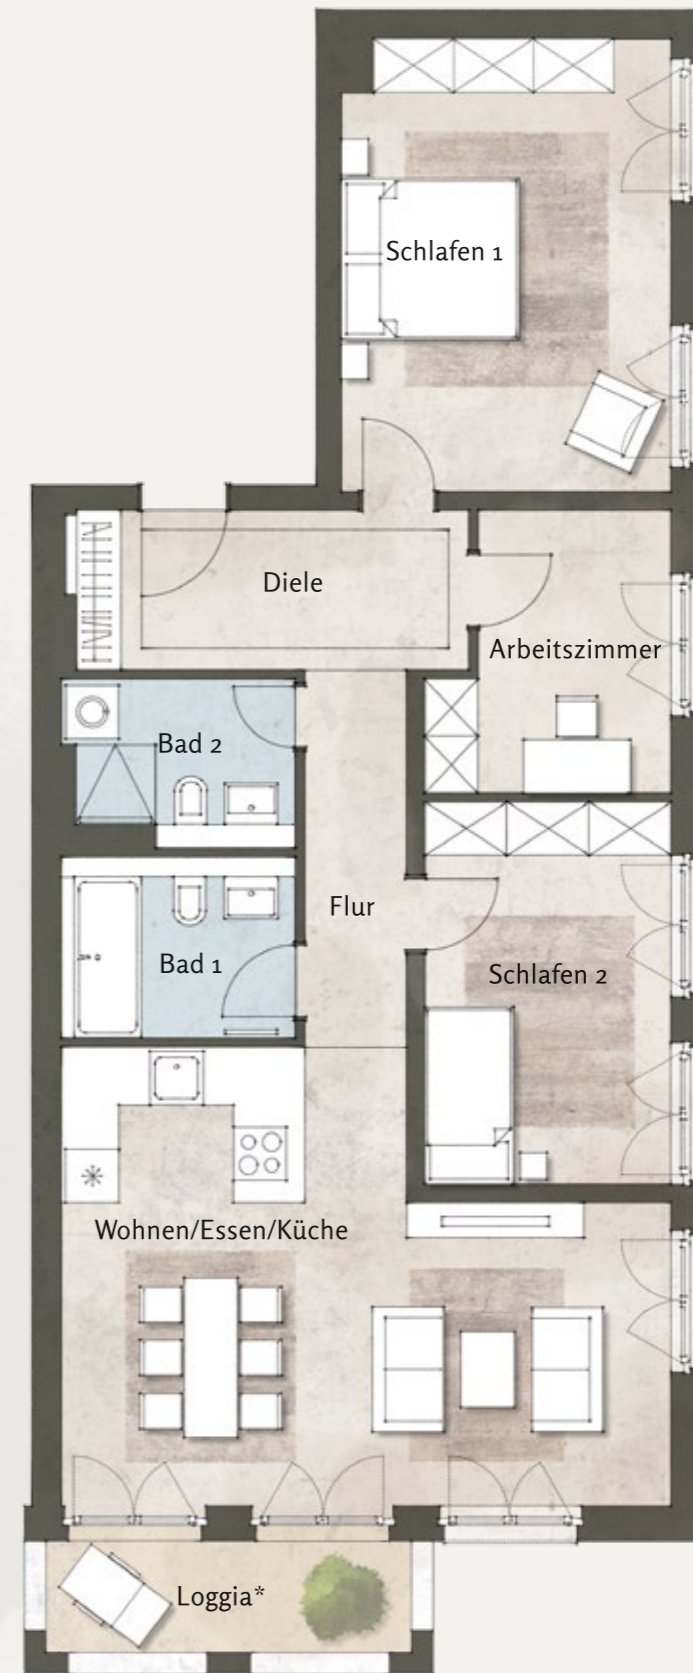 Schlafen 1
Diele
Arbeitszimmer
Bad 2
Flur
Bad 1
Schlafen 2
Wohnen/Essen/Küche
Loggia*